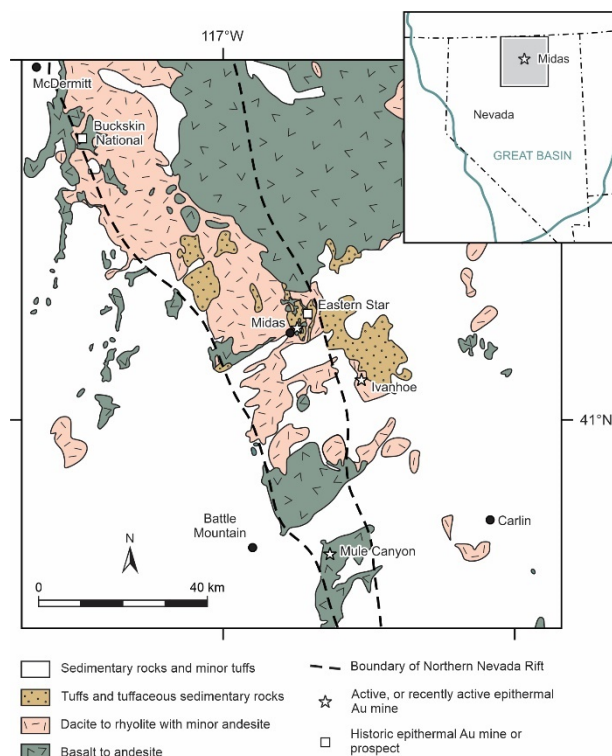 117°W
McDermitt
Buckskin
National
Midas
Nevada
GREAT BASIN
Eastern Star
Midas
Ivanhoe
41°N
Battle
Mountain
Carlin
N
Mule Canyon
0
40 km
Sedimentary rocks and minor tuffs
Tuffs and tuffaceous sedimentary rocks
Dacite to rhyolite with minor andesite
Basalt to andesite
Boundary of Northern Nevada Rift
Active, or recently active epithermal
Au mine
Historic epithermal Au mine or
prospect